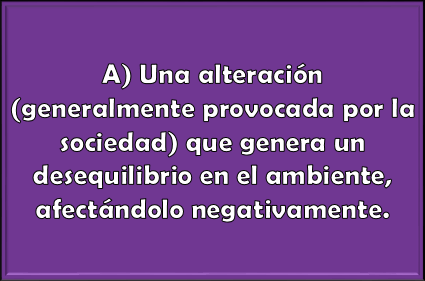 A) Una alteración
(generalmente provocada por la
sociedad) que genera un
desequilibrio en el ambiente,
afectándolo negativamente.